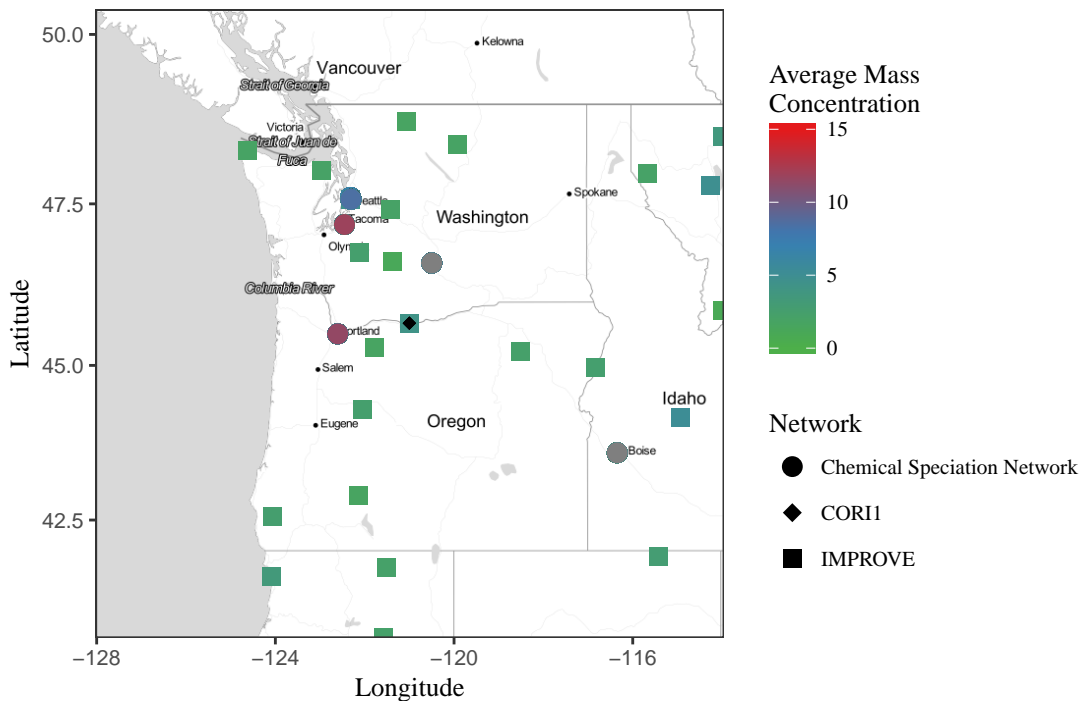 50.0
47.5
45.0
42.5
Latitude
−128
−124
−120
−116
Longitude
Kelowna
Vancouver
Strait of Georgia
Victoria
Strait of Juan de
Fuca
Seattle
Tacoma
Washington
Spokane
Columbia River
Portland
Salem
Eugene
Oregon
Idaho
Boise
Average Mass
Concentration
15
10
5
0
Network
Chemical Speciation Network
CORI1
IMPROVE